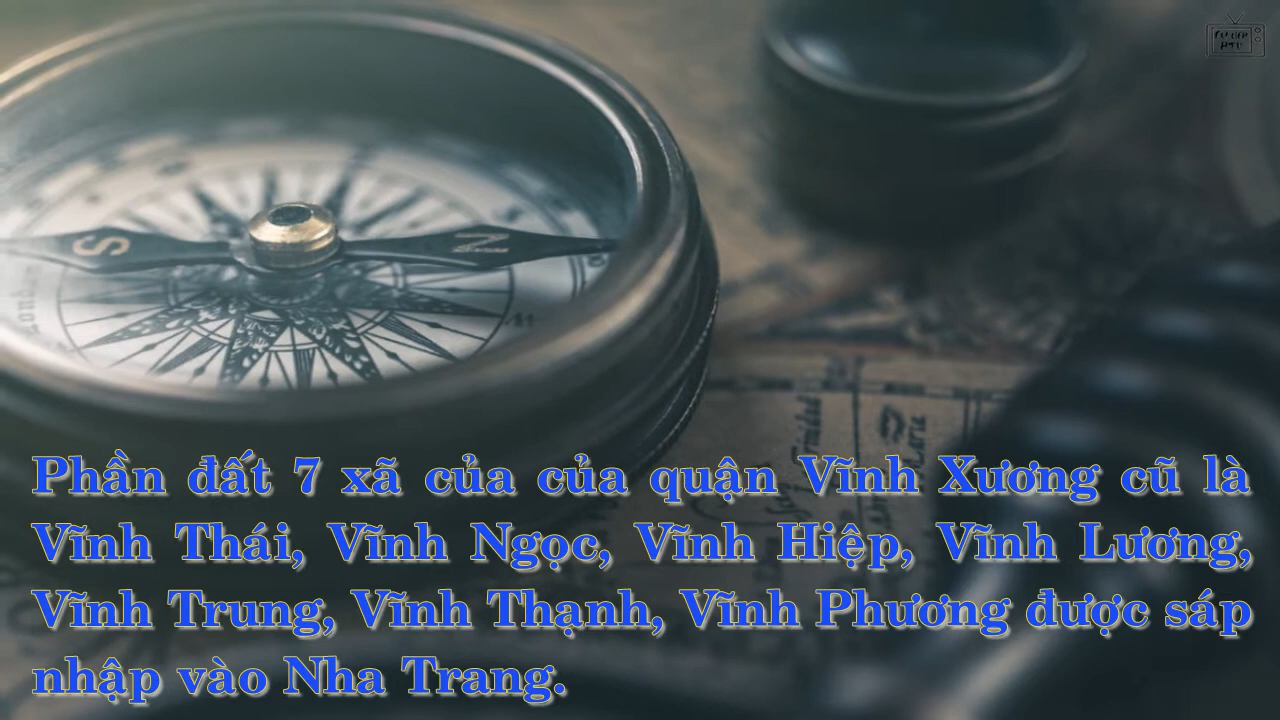 S
N
Trinidad
Phần đất 7 xã của của quận Vĩnh Xương cũ là
Vĩnh Thái, Vĩnh Ngọc, Vĩnh Hiệp, Vĩnh Lương,
Vĩnh Trung, Vĩnh Thạnh, Vĩnh Phương được sáp
nhập vào Nha Trang.